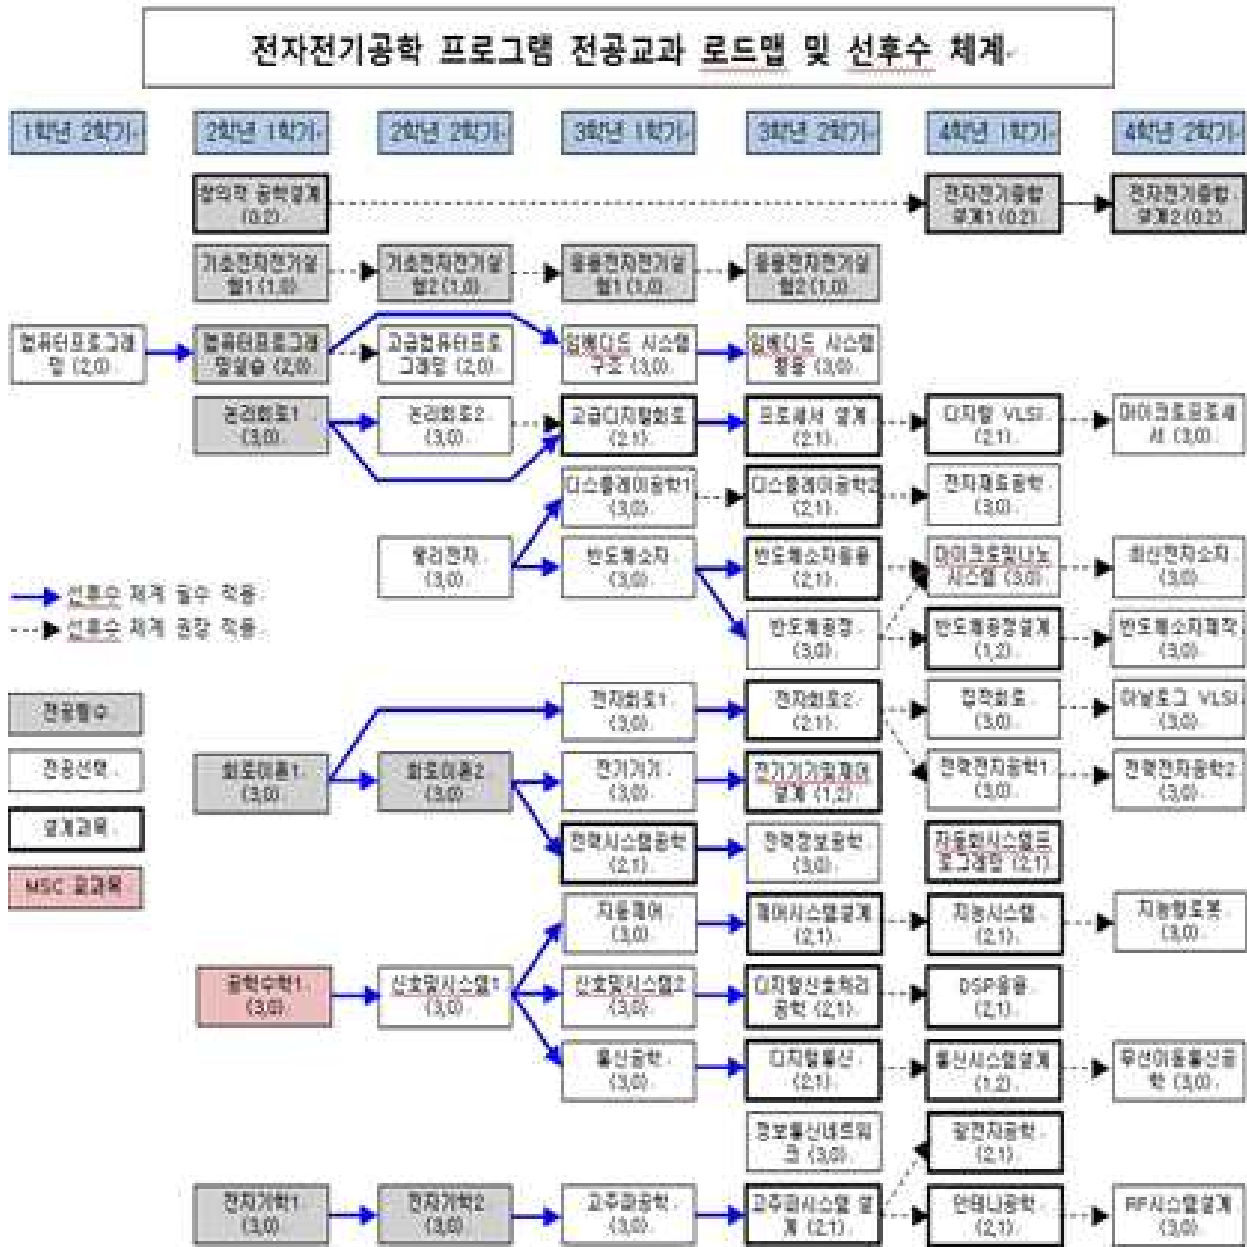 전자전기공학 프로그램 전공교과 로드맵 및 선후수 체계
1학년 2학기
2학년 1학기
2학년 2학기
3학년 1학기
3학년 2학기
4학년 1학기
4학년 2학기
창의적 공학설계
(0,2)
전자전기종합
설계1 (0,2)
전자전기종합
설계2 (0,2)
기초전자전기실
험1 (1,0)
기초전자전기실
험2 (1,0)
응용전자전기실
험1 (1,0)
응용전자전기실
험2 (1,0)
컴퓨터프로그래
밍 (2,0)
컴퓨터프로그래
밍실습 (2,0)
고급컴퓨터프로
그래밍 (2,0)
임베디드 시스템
구조 (3,0)
임베디드 시스템
활용 (3,0)
논리회로1
(3,0)
논리회로2
(3,0)
고급디지털회로
(2,1)
프로세서 설계
(2,1)
디지털 VLSI
(2,1)
마이크로프로세
서 (3,0)
디스플레이공학1
(3,0)
디스플레이공학2
(2,1)
전자재료공학
(3,0)
물리전자
(3,0)
반도체소자
(3,0)
반도체소자응용
(2,1)
마이크로및나노
시스템 (3,0)
최신전자소자
(3,0)
선후수 체계 필수 적용
선후수 체계 권장 적용
반도체공정
(3,0)
반도체공정설계
(1,2)
반도체소자제작
(3,0)
전공필수
전공선택
설계과목
MSC 교과목
전자회로1
(3,0)
전자회로2
(2,1)
집적회로
(3,0)
아날로그 VLSI
(3,0)
회로이론1
(3,0)
회로이론2
(3,0)
전기기기
(3,0)
전기기기및제어
설계 (1,2)
전력전자공학1
(3,0)
전력전자공학2
(3,0)
전력시스템공학
(2,1)
전력정보공학
(3,0)
자동화시스템프
로그래밍 (2,1)
자동제어
(3,0)
제어시스템설계
(2,1)
지능시스템
(2,1)
지능형로봇
(3,0)
공학수학1
(3,0)
신호및시스템1
(3,0)
신호및시스템2
(3,0)
디지털신호처리
공학 (2,1)
DSP응용
(2,1)
통신공학
(3,0)
디지털통신
(2,1)
통신시스템설계
(1,2)
무선이동통신공
학 (3,0)
정보통신네트워
크 (3,0)
광전자공학
(2,1)
전자기학1
(3,0)
전자기학2
(3,0)
고주파공학
(3,0)
고주파시스템 설
계 (2,1)
안테나공학
(2,1)
RF시스템설계
(3,0)